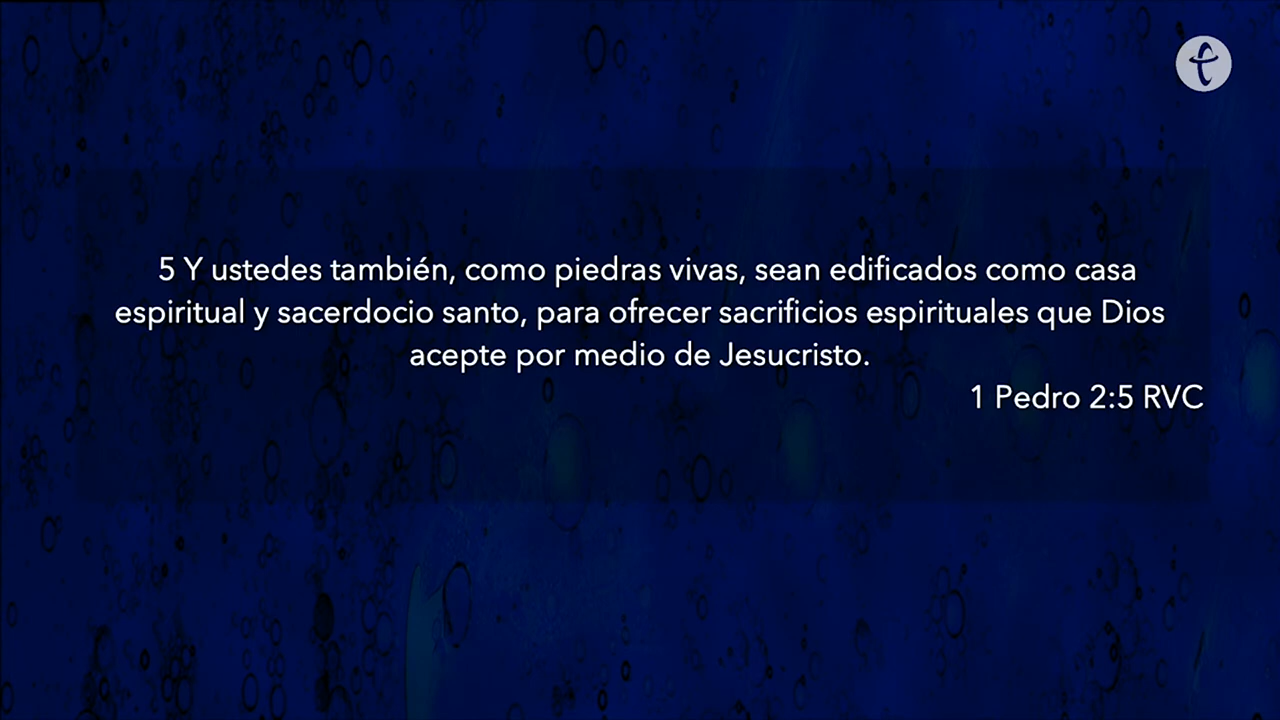 5 Y ustedes también, como piedras vivas, sean edificados como casa
espiritual y sacerdocio santo, para ofrecer sacrificios espirituales que Dios
acepte por medio de Jesucristo.
1 Pedro 2:5 RVC